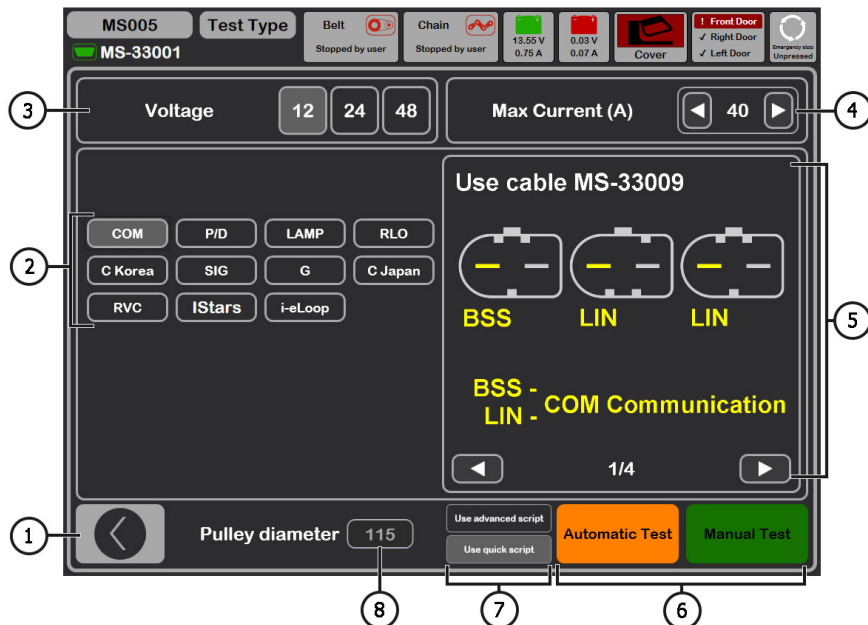 MS005
Test Type
MS-33001
Belt
Stopped by user
Chain
Stopped by user
13.55 V
0.75 A
0.03 V
0.07 A
Cover
! Front Door
✓ Right Door
✓ Left Door
Emergency stop
Unpressed
3
Voltage
12 24 48
Max Current (A)
40
4
2
COM P/D LAMP RLO
C Korea SIG G C Japan
RVC IStars i-eLoop
Use cable MS-33009
BSS LIN LIN
BSS -
LIN -
COM Communication
1/4
5
1
Pulley diameter 115
Use advanced script
Use quick script
Automatic Test
Manual Test
8
7
6